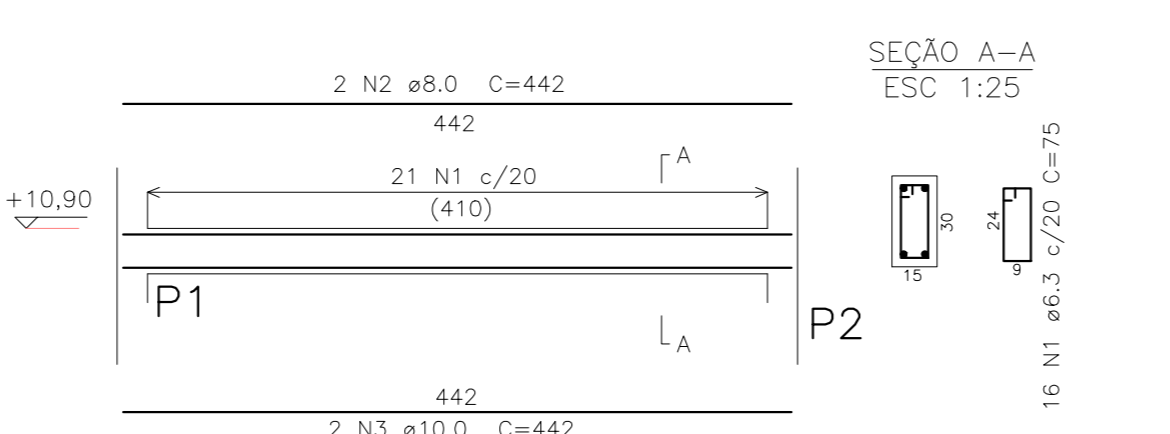 SEÇÃO A-A
ESC 1:25
2 N2 ø8.0 C=442
442
A
21 N1 c/20
(410)
+10,90
P1
P2
A
30
15
24
9
16 N1 ø6.3 c/20 C=75
442
2 N3 ø10.0 C=442